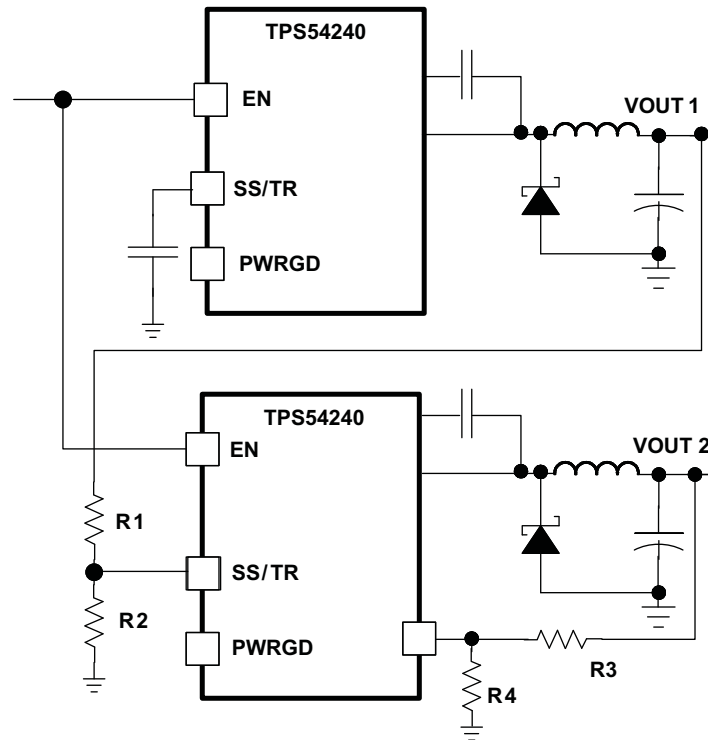 TPS54240
EN
VOUT 1
SS/TR
PWRGD
TPS54240
EN
VOUT 2
R1
SS/TR
R2
PWRGD
R3
R4